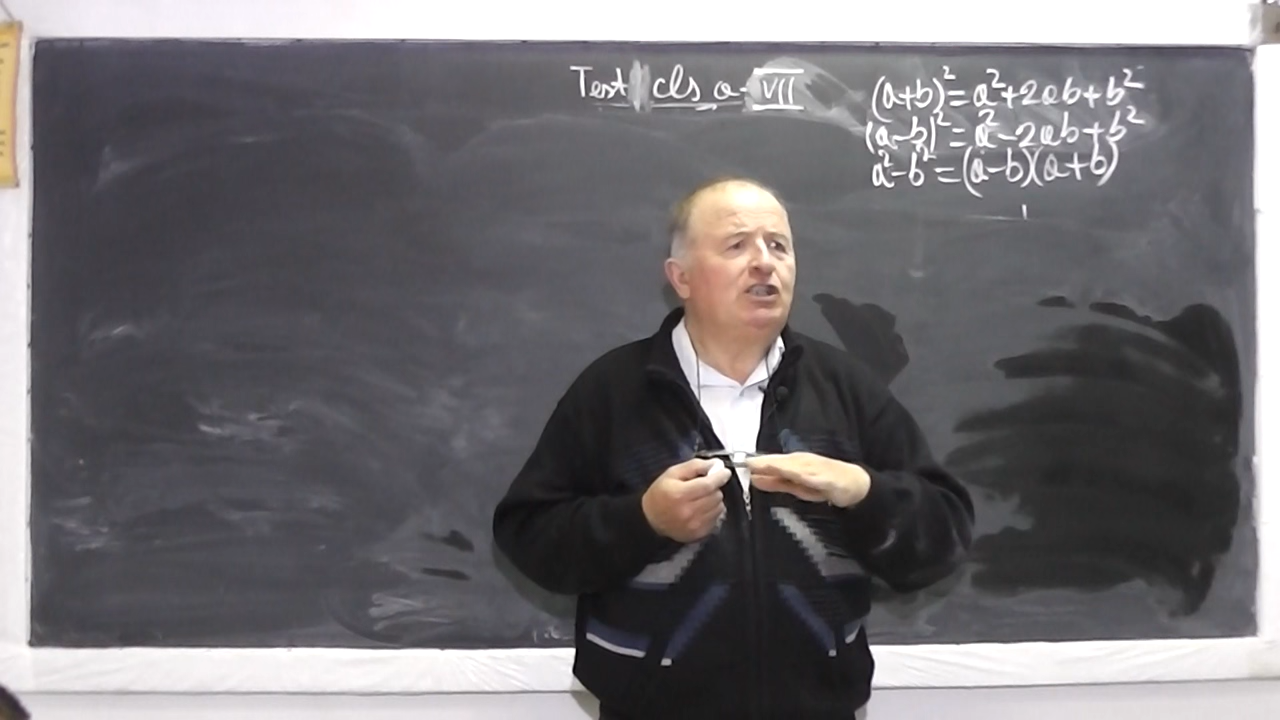 Test cls a-VII
(a+b)²=a²+2ab+b²
(a-b)²=a²-2ab+b²
a²-b²=(a-b)(a+b)